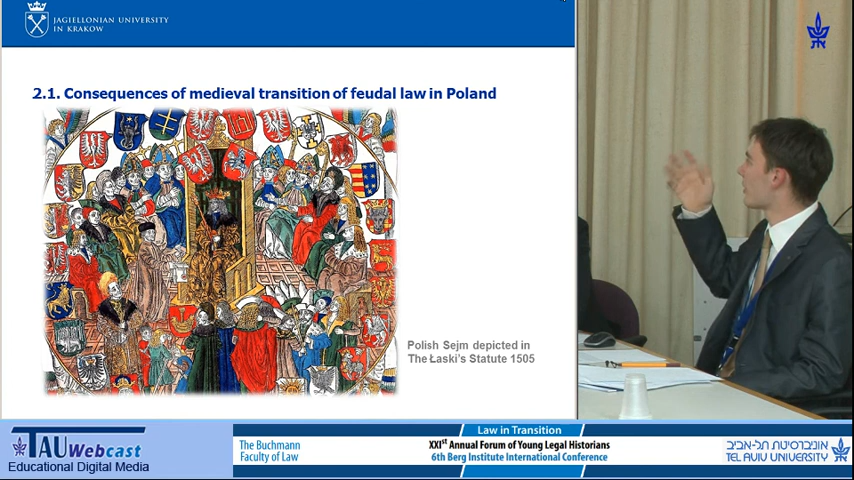 JAGIELLONIAN UNIVERSITY
IN KRAKOW
2.1. Consequences of medieval transition of feudal law in Poland
Polish Sejm depicted in
The Łaski's Statute 1505
TAU Webcast
Educational Digital Media
The Buchmann
Faculty of Law
Law in Transition
XXIst Annual Forum of Young Legal Historians
6th Berg Institute International Conference
אוניברסיטת תל-אביב
TEL AVIV UNIVERSITY